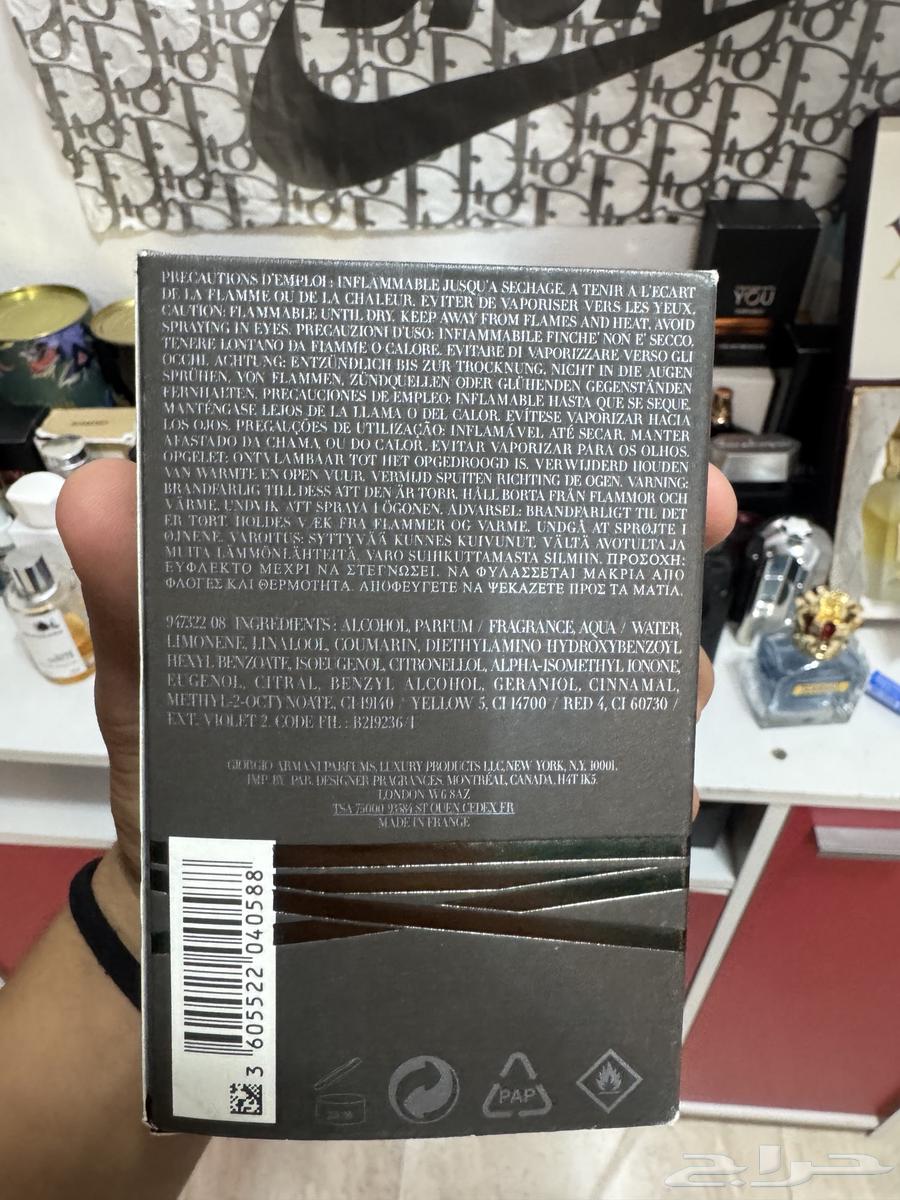 Dior
YOU
PRECAUTIONS D'EMPLOI : INFLAMMABLE JUSQU'A SECHAGE. A TENIR A L'ECART
DE LA FLAMME OU DE LA CHALEUR. EVITER DE VAPORISER VERS LES YEUX.
CAUTION: FLAMMABLE UNTIL DRY. KEEP AWAY FROM FLAMES AND HEAT. AVOID
SPRAYING IN EYES. PRECAUZIONI D'USO: INFIAMMABILE FINCHE' NON E' SECCO.
TENERE LONTANO DA FIAMME O CALORE. EVITARE DI VAPORIZZARE VERSO GLI
OCCHI. ACHTUNG: ENTZÜNDLICH BIS ZUR TROCKNUNG. NICHT IN DIE AUGEN
SPRÜHEN, VON FLAMMEN, ZÜNDQUELLEN ODER GLÜHENDEN GEGENSTÄNDEN
FERNHALTEN. PRECAUCIONES DE EMPLEO: INFLAMABLE HASTA QUE SE SEQUE.
MANTÉNGASE LEJOS DE LA LLAMA O DEL CALOR. EVÍTESE VAPORIZAR HACIA
LOS OJOS. PRECAUÇÕES DE UTILIZAÇÃO: INFLAMÁVEL ATÉ SECAR. MANTER
AFASTADO DA CHAMA OU DO CALOR. EVITAR VAPORIZAR PARA OS OLHOS.
OPGELET: ONTVLAMBAAR TOT HET OPGEDROOGD IS. VERWIJDERD HOUDEN
VAN WARMTE EN OPEN VUUR. VERMIJD SPUITEN RICHTING DE OGEN. VARNING:
BRANDFARLIG TILL DESS ATT DEN ÄR TORR. HÅLL BORTA FRÅN FLAMMOR OCH
VÄRME. UNDVIK ATT SPRAYA I ÖGONEN. ADVARSEL: BRANDFARLIGT TIL DET
ER TØRT. HOLDES VÆK FRA FLAMMER OG VARME. UNDGÅ AT SPRØJTE I
ØJNENE. VAROITUS: SYTTYVÄÄ KUNNES KUIVUNUT. VÄLTÄ AVOTULTA JA
MUITA LÄMMÖNLÄHTEITÄ. VARO SUIHKUTTAMASTA SILMIIN. ΠΡΟΣΟΧΗ:
ΕΥΦΛΕΚΤΟ ΜΕΧΡΙ ΝΑ ΣΤΕΓΝΩΣΕΙ. ΝΑ ΦΥΛΑΣΣΕΤΑΙ ΜΑΚΡΙΑ ΑΠΟ
ΦΛΟΓΕΣ ΚΑΙ ΘΕΡΜΟΤΗΤΑ. ΑΠΟΦΕΥΓΕΤΕ ΝΑ ΨΕΚΑΖΕΤΕ ΠΡΟΣ ΤΑ ΜΑΤΙΑ.
947322 08 INGREDIENTS : ALCOHOL, PARFUM / FRAGRANCE, AQUA / WATER,
LIMONENE, LINALOOL, COUMARIN, DIETHYLAMINO HYDROXYBENZOYL
HEXYL BENZOATE, ISOEUGENOL, CITRONELLOL, ALPHA-ISOMETHYL IONONE,
EUGENOL, CITRAL, BENZYL ALCOHOL, GERANIOL, CINNAMAL,
METHYL-2-OCTYNOATE, CI 19140 / YELLOW 5, CI 14700 / RED 4, CI 60730 /
EXT. VIOLET 2. CODE FIL : B219236/1
GIORGIO ARMANI PARFUMS, LUXURY PRODUCTS LLC, NEW YORK, N.Y. 10001.
IMP. BY / PAR. DESIGNER FRAGRANCES, MONTRÉAL, CANADA, H4T 1K5.
LONDON W6 8AZ
TSA 75000 93584 ST OUEN CEDEX FR
MADE IN FRANCE
3 605522 040588
PAP
حراج